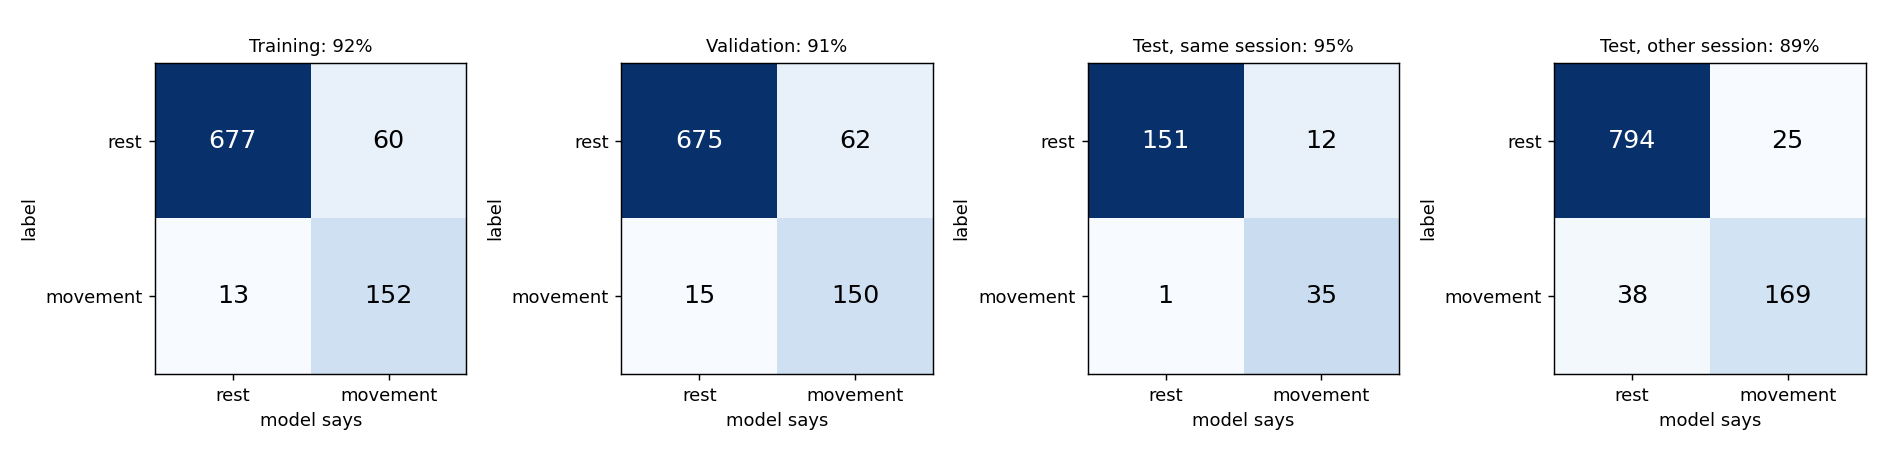 Training: 92%
label
rest
677
60
movement
13
152
rest
movement
model says
Validation: 91%
label
rest
675
62
movement
15
150
rest
movement
model says
Test, same session: 95%
label
rest
151
12
movement
1
35
rest
movement
model says
Test, other session: 89%
label
rest
794
25
movement
38
169
rest
movement
model says